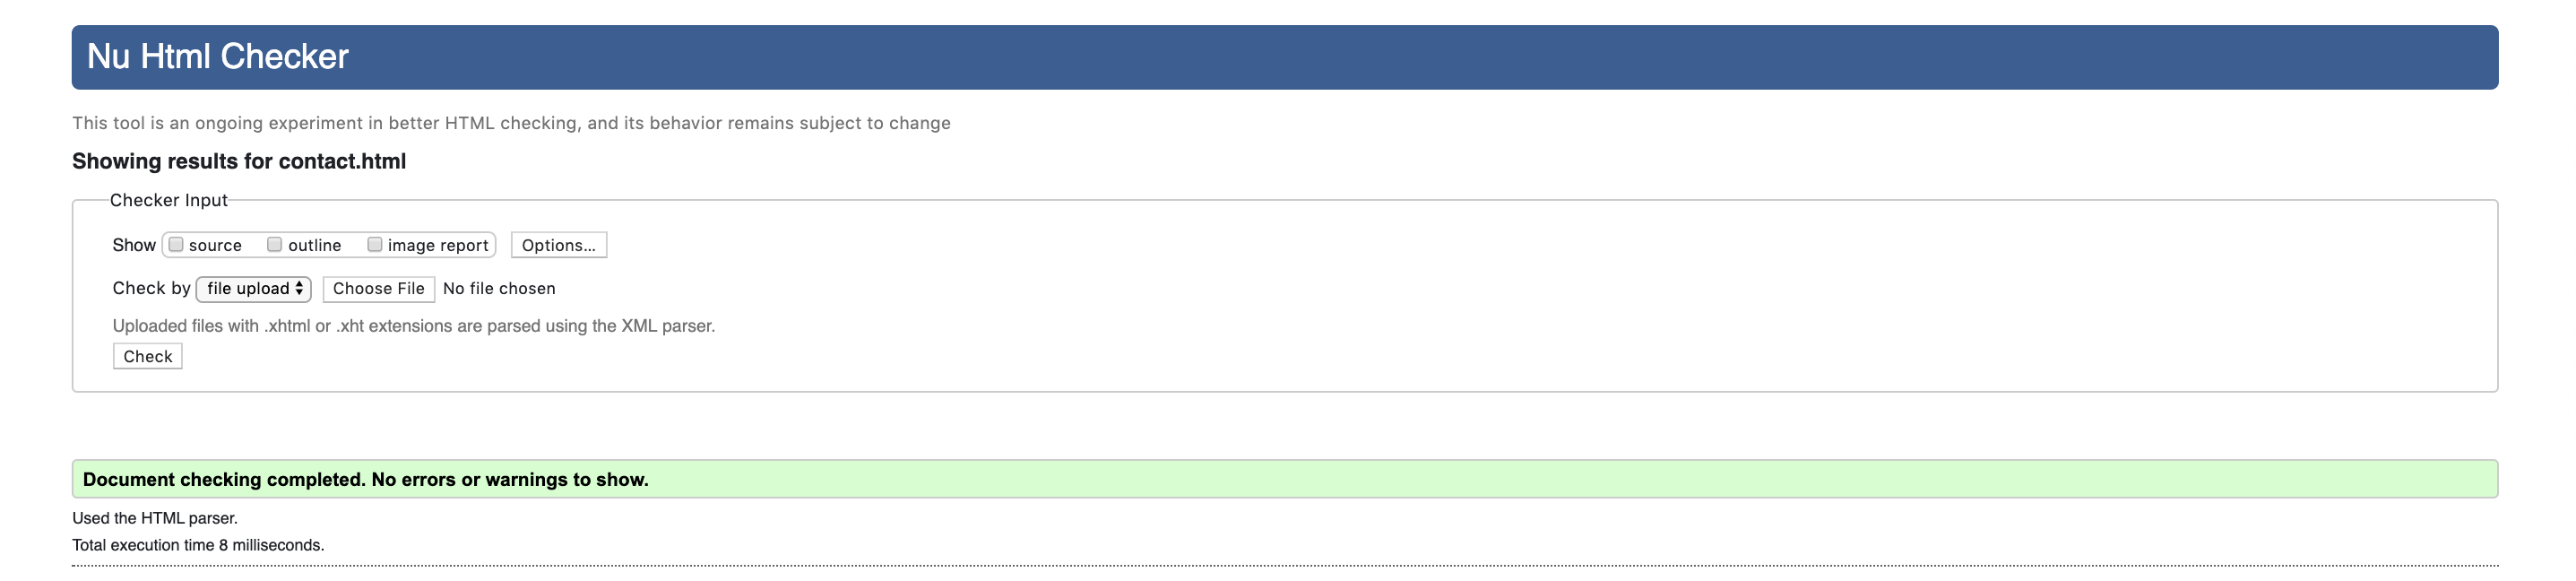 Nu Html Checker
This tool is an ongoing experiment in better HTML checking, and its behavior remains subject to change
Showing results for contact.html
Checker Input
Show source outline image report Options...
Check by file upload Choose File No file chosen
Uploaded files with .xhtml or .xht extensions are parsed using the XML parser.
Check
Document checking completed. No errors or warnings to show.
Used the HTML parser.
Total execution time 8 milliseconds.